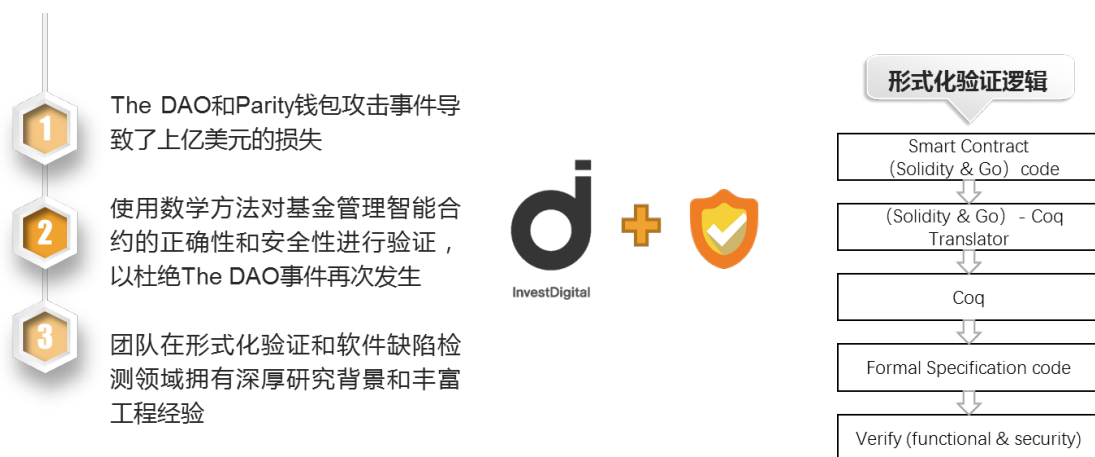 1
The DAO和Parity钱包攻击事件导
致了上亿美元的损失
2
使用数学方法对基金管理智能合
约的正确性和安全性进行验证，
以杜绝The DAO事件再次发生
3
团队在形式化验证和软件缺陷检
测领域拥有深厚研究背景和丰富
工程经验
InvestDigital
形式化验证逻辑
Smart Contract
（Solidity & Go）code
（Solidity & Go）- Coq
Translator
Coq
Formal Specification code
Verify (functional & security)